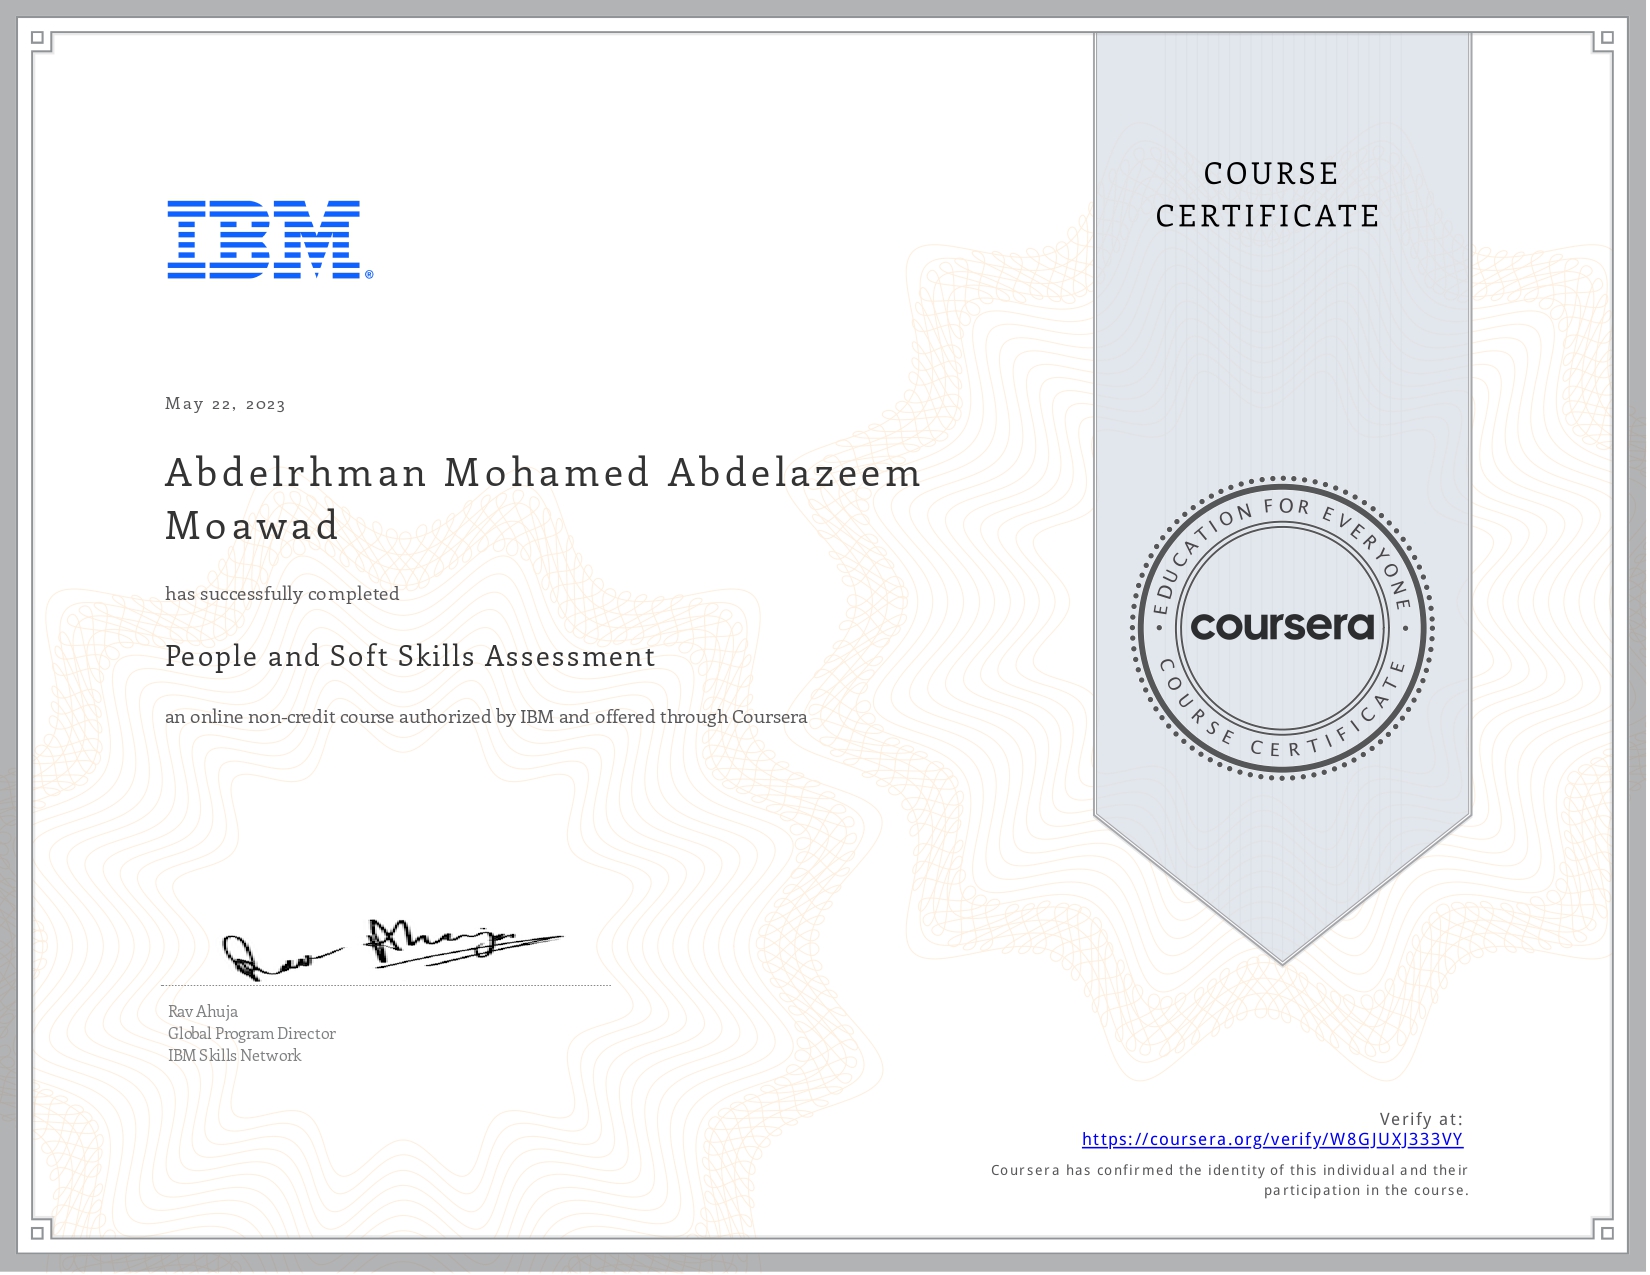 IBM®
COURSE
CERTIFICATE
May 22, 2023
Abdelrhman Mohamed Abdelazeem
Moawad
has successfully completed
People and Soft Skills Assessment
an online non-credit course authorized by IBM and offered through Coursera
EDUCATION FOR EVERYONE
coursera
COURSE CERTIFICATE
Rav Ahuja
Rav Ahuja
Global Program Director
IBM Skills Network
Verify at:
https://coursera.org/verify/W8GJUXJ333VY
Coursera has confirmed the identity of this individual and their
participation in the course.